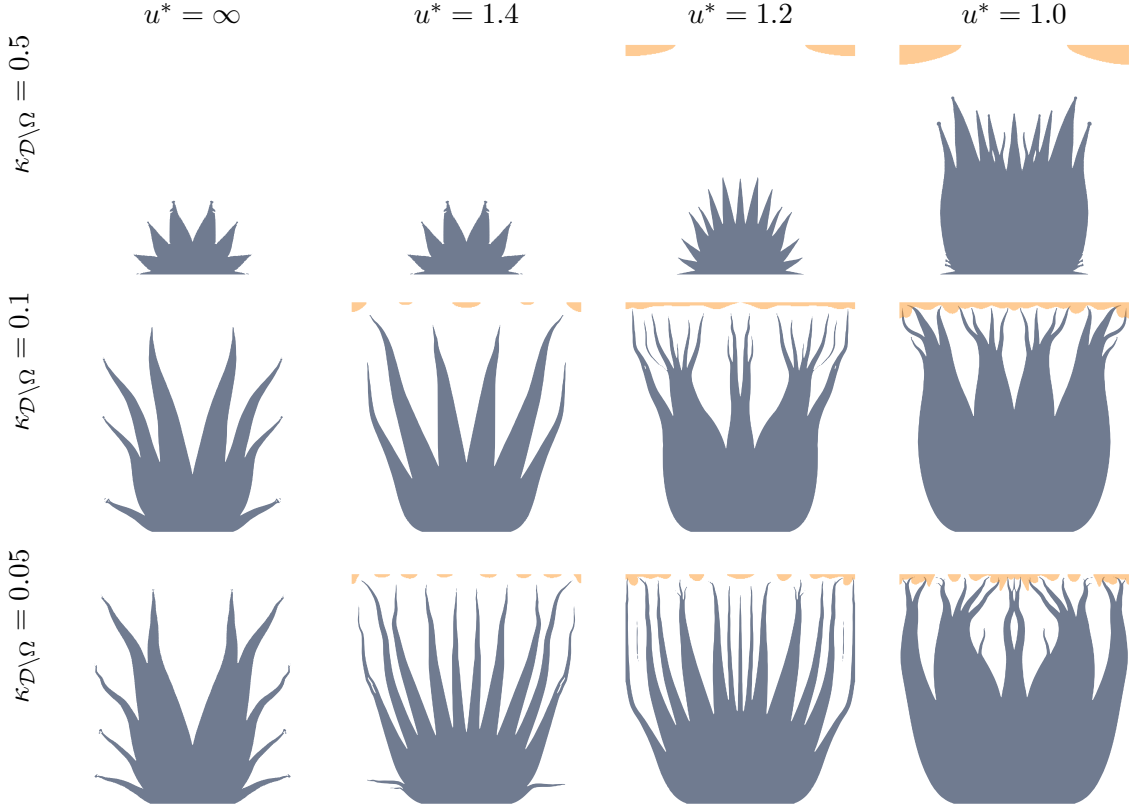 u* = ∞
u* = 1.4
u* = 1.2
u* = 1.0
κ_{𝒟\Ω} = 0.5
κ_{𝒟\Ω} = 0.1
κ_{𝒟\Ω} = 0.05